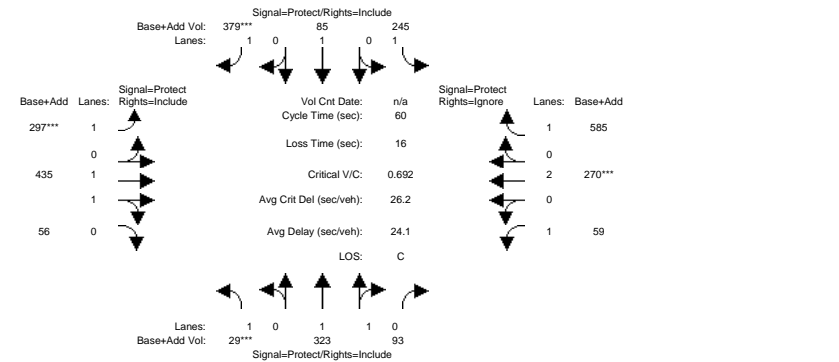 Signal=Protect/Rights=Include
Base+Add Vol: 379*** 85 245
Lanes: 1 0 1 0 1
Signal=Protect Signal=Protect
Base+Add Lanes: Rights=Include Vol Cnt Date: n/a Rights=Ignore Lanes: Base+Add
Cycle Time (sec): 60
297*** 1 1 585
Loss Time (sec): 16
0 0
435 1 Critical V/C: 0.692 2 270***
1 Avg Crit Del (sec/veh): 26.2 0
56 0 Avg Delay (sec/veh): 24.1 1 59
LOS: C
Lanes: 1 0 1 1 0
Base+Add Vol: 29*** 323 93
Signal=Protect/Rights=Include